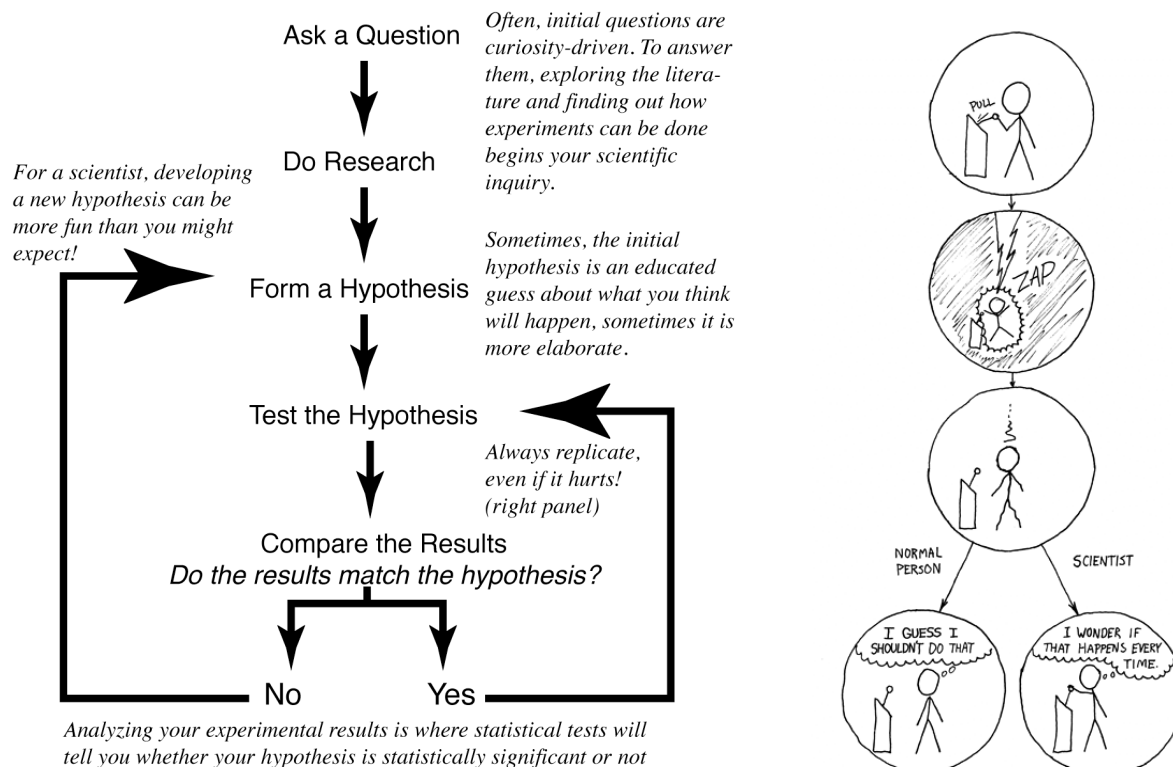 Ask a Question
Often, initial questions are
curiosity-driven. To answer
them, exploring the litera-
ture and finding out how
experiments can be done
begins your scientific
inquiry.
Do Research
For a scientist, developing
a new hypothesis can be
more fun than you might
expect!
Form a Hypothesis
Sometimes, the initial
hypothesis is an educated
guess about what you think
will happen, sometimes it is
more elaborate.
Test the Hypothesis
Always replicate,
even if it hurts!
(right panel)
Compare the Results
Do the results match the hypothesis?
No
Yes
Analyzing your experimental results is where statistical tests will
tell you whether your hypothesis is statistically significant or not
PULL
ZAP
NORMAL
PERSON
SCIENTIST
I GUESS I
SHOULDN'T DO THAT
I WONDER IF
THAT HAPPENS EVERY
TIME.